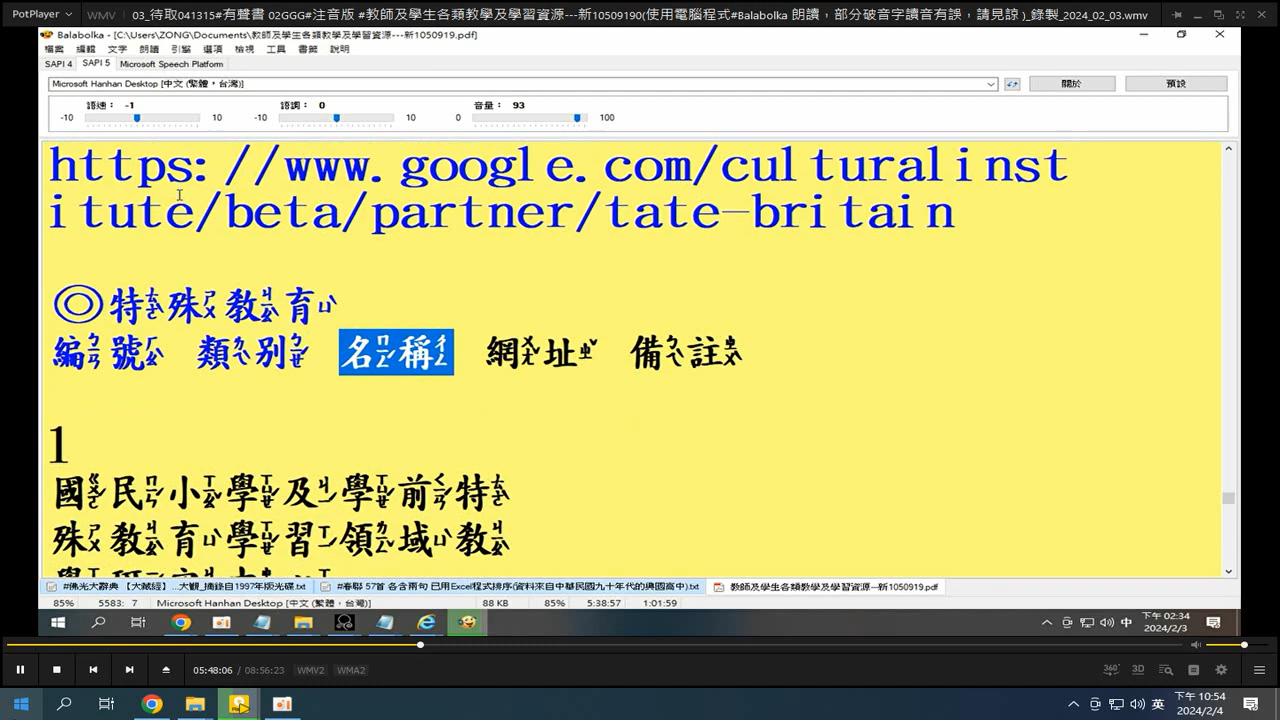 PotPlayer WMV 03_待取041315#有聲書 02GGG#注音版 #教師及學生各類教學及學習資源---新10509190(使用電腦程式#Balabolka 朗讀，部分破音字讀音有誤，請見諒 )_錄製_2024_02_03.wmv
Balabolka - [C:\Users\ZONG\Documents\教師及學生各類教學及學習資源---新1050919.pdf]
檔案 編輯 文字 朗讀 引擎 選項 檢視 工具 書籤 說明
SAPI 4 SAPI 5 Microsoft Speech Platform
Microsoft Hanhan Desktop [中文 (繁體，台灣)] 關於 預設
語速： -1 語調： 0 音量： 93
-10 10 -10 10 0 100
https://www.google.com/culturalinst
itute/beta/partner/tate-britain
◎特殊教育
編號 類別 名稱 網址 備註
1
國民小學及學前特
殊教育學習領域教
#佛光大辭典 【大藏經】...大觀_摘錄自1997年版光碟.txt #春聯 57首 各含兩句 已用Excel程式排序(資料來自中華民國九十年代的興國高中).txt 教師及學生各類教學及學習資源---新1050919.pdf
85% 5583: 7 Microsoft Hanhan Desktop [中文 (繁體，台灣)] 88 KB 85% 5:38:57 1:01:59
中 下午 02:34
2024/2/3
05:48:06 / 08:56:23 WMV2 WMA2 360° 3D
英 下午 10:54
2024/2/4